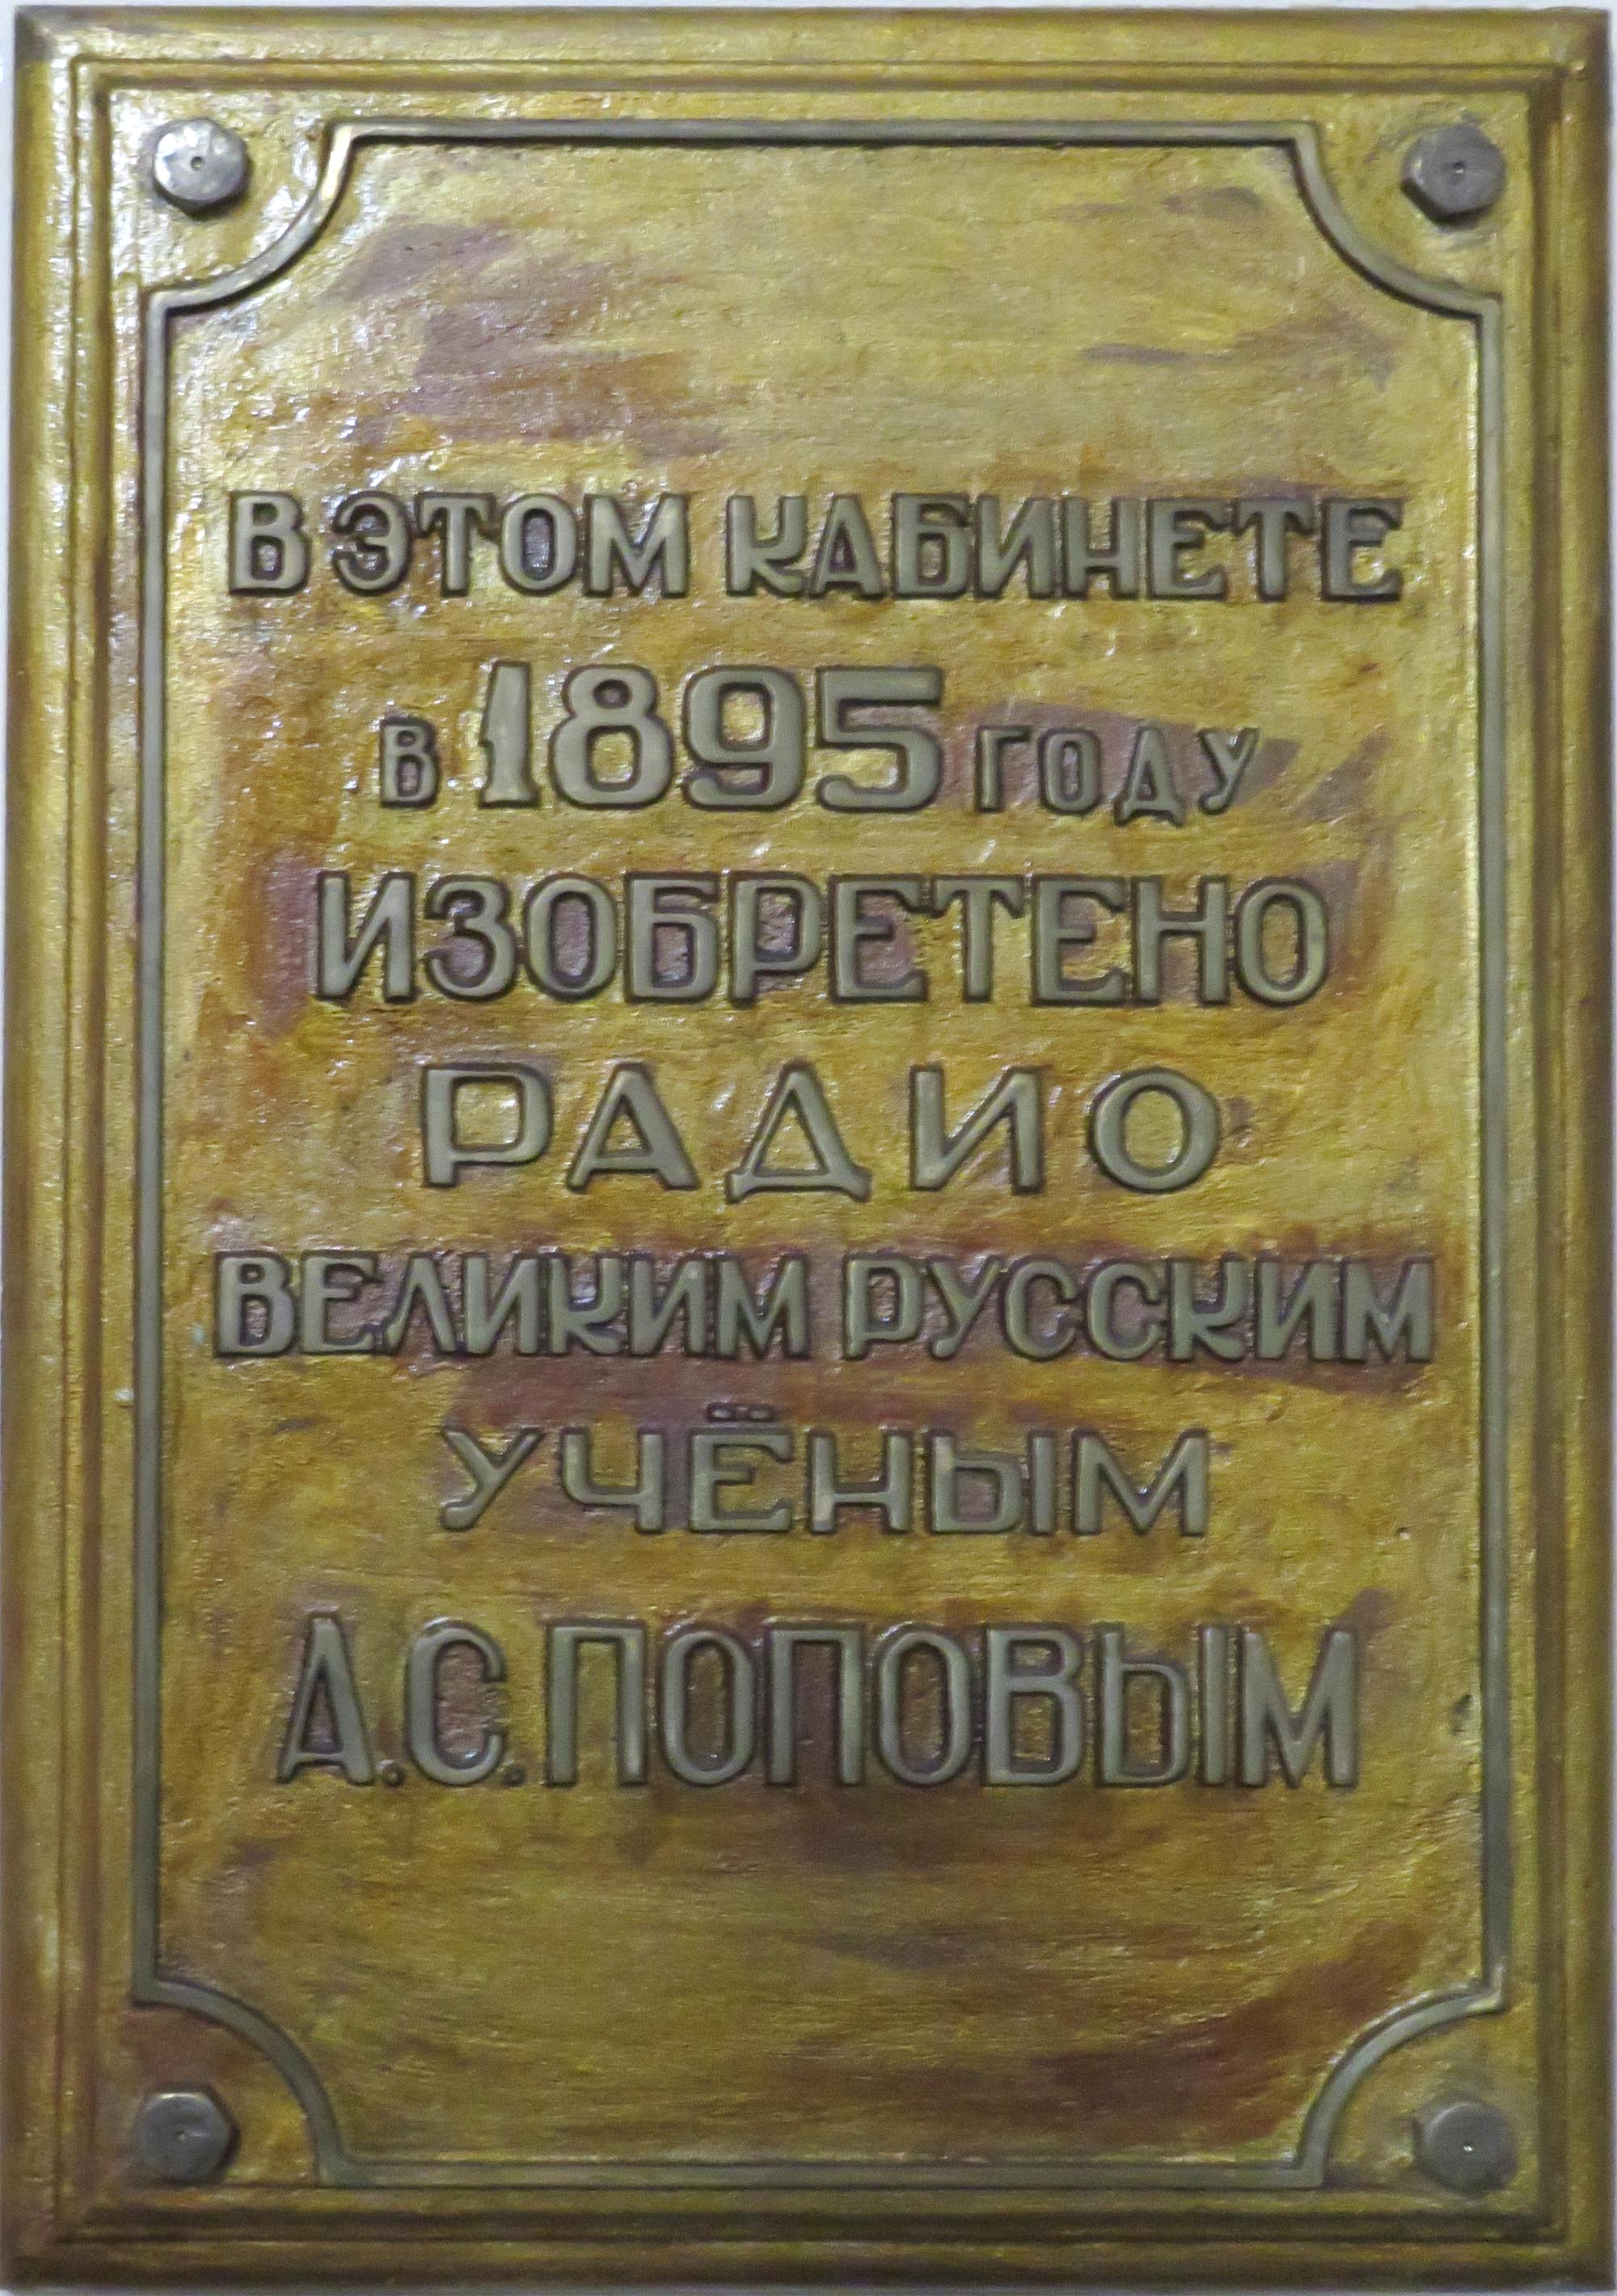 В ЭТОМ КАБИНЕТЕ
В 1895 ГОДУ
ИЗОБРЕТЕНО
РАДИО
ВЕЛИКИМ РУССКИМ
УЧЁНЫМ
А.С.ПОПОВЫМ